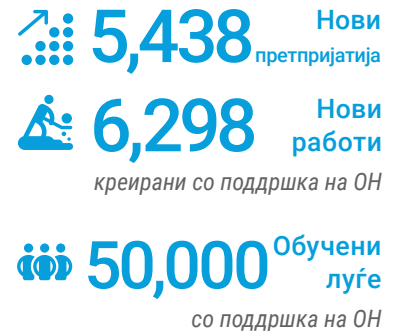 5,438 Нови
претпријатија
6,298 Нови
работи
креирани со поддршка на ОН
50,000 Обучени
луѓе
со поддршка на ОН